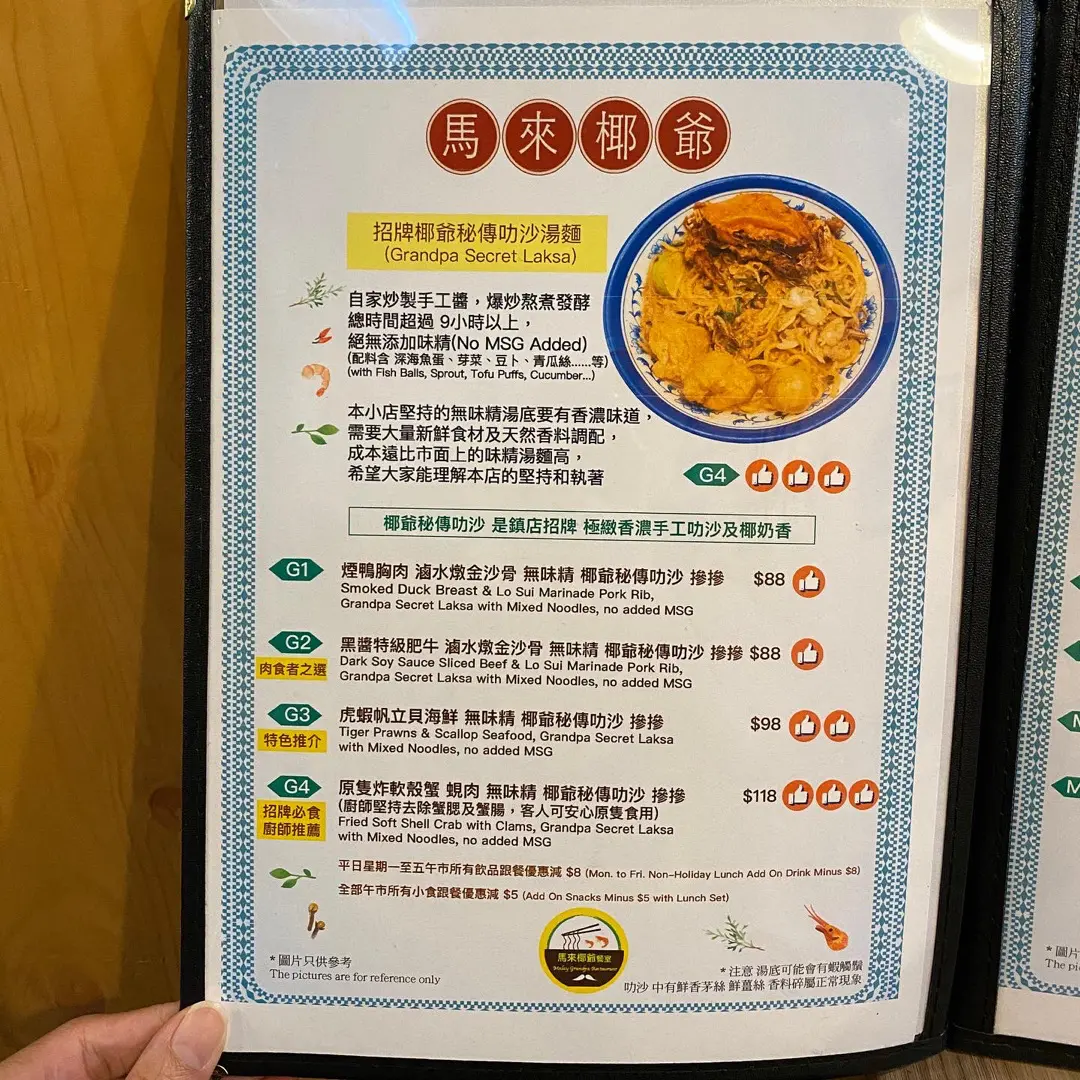 馬來椰爺
招牌椰爺秘傳叻沙湯麵
(Grandpa Secret Laksa)
自家炒製手工醬，爆炒熬煮發酵
總時間超過 9小時以上，
絕無添加味精(No MSG Added)
(配料含 深海魚蛋、芽菜、豆卜、青瓜絲......等)
(with Fish Balls, Sprout, Tofu Puffs, Cucumber...)
本小店堅持的無味精湯底要有香濃味道，
需要大量新鮮食材及天然香料調配，
成本遠比市面上的味精湯麵高，
希望大家能理解本店的堅持和執著
G4
椰爺秘傳叻沙 是鎮店招牌 極緻香濃手工叻沙及椰奶香
G1 煙鴨胸肉 滷水燉金沙骨 無味精 椰爺秘傳叻沙 摻摻 $88
Smoked Duck Breast & Lo Sui Marinade Pork Rib,
Grandpa Secret Laksa with Mixed Noodles, no added MSG
G2 黑醬特級肥牛 滷水燉金沙骨 無味精 椰爺秘傳叻沙 摻摻 $88
肉食者之選
Dark Soy Sauce Sliced Beef & Lo Sui Marinade Pork Rib,
Grandpa Secret Laksa with Mixed Noodles, no added MSG
G3 虎蝦帆立貝海鮮 無味精 椰爺秘傳叻沙 摻摻 $98
特色推介
Tiger Prawns & Scallop Seafood, Grandpa Secret Laksa
with Mixed Noodles, no added MSG
G4 原隻炸軟殼蟹 蜆肉 無味精 椰爺秘傳叻沙 摻摻 $118
招牌必食
廚師推薦
(廚師堅持去除蟹腮及蟹腸，客人可安心原隻食用)
Fried Soft Shell Crab with Clams, Grandpa Secret Laksa
with Mixed Noodles, no added MSG
平日星期一至五午市所有飲品跟餐優惠減 $8 (Mon. to Fri. Non-Holiday Lunch Add On Drink Minus $8)
全部午市所有小食跟餐優惠減 $5 (Add On Snacks Minus $5 with Lunch Set)
馬來椰爺餐室
Malay Grandpa Restaurant
*圖片只供參考
The pictures are for reference only
*注意 湯底可能會有蝦觸鬚
叻沙 中有鮮香茅絲 鮮薑絲 香料碎屬正常現象
*圖片
The pi